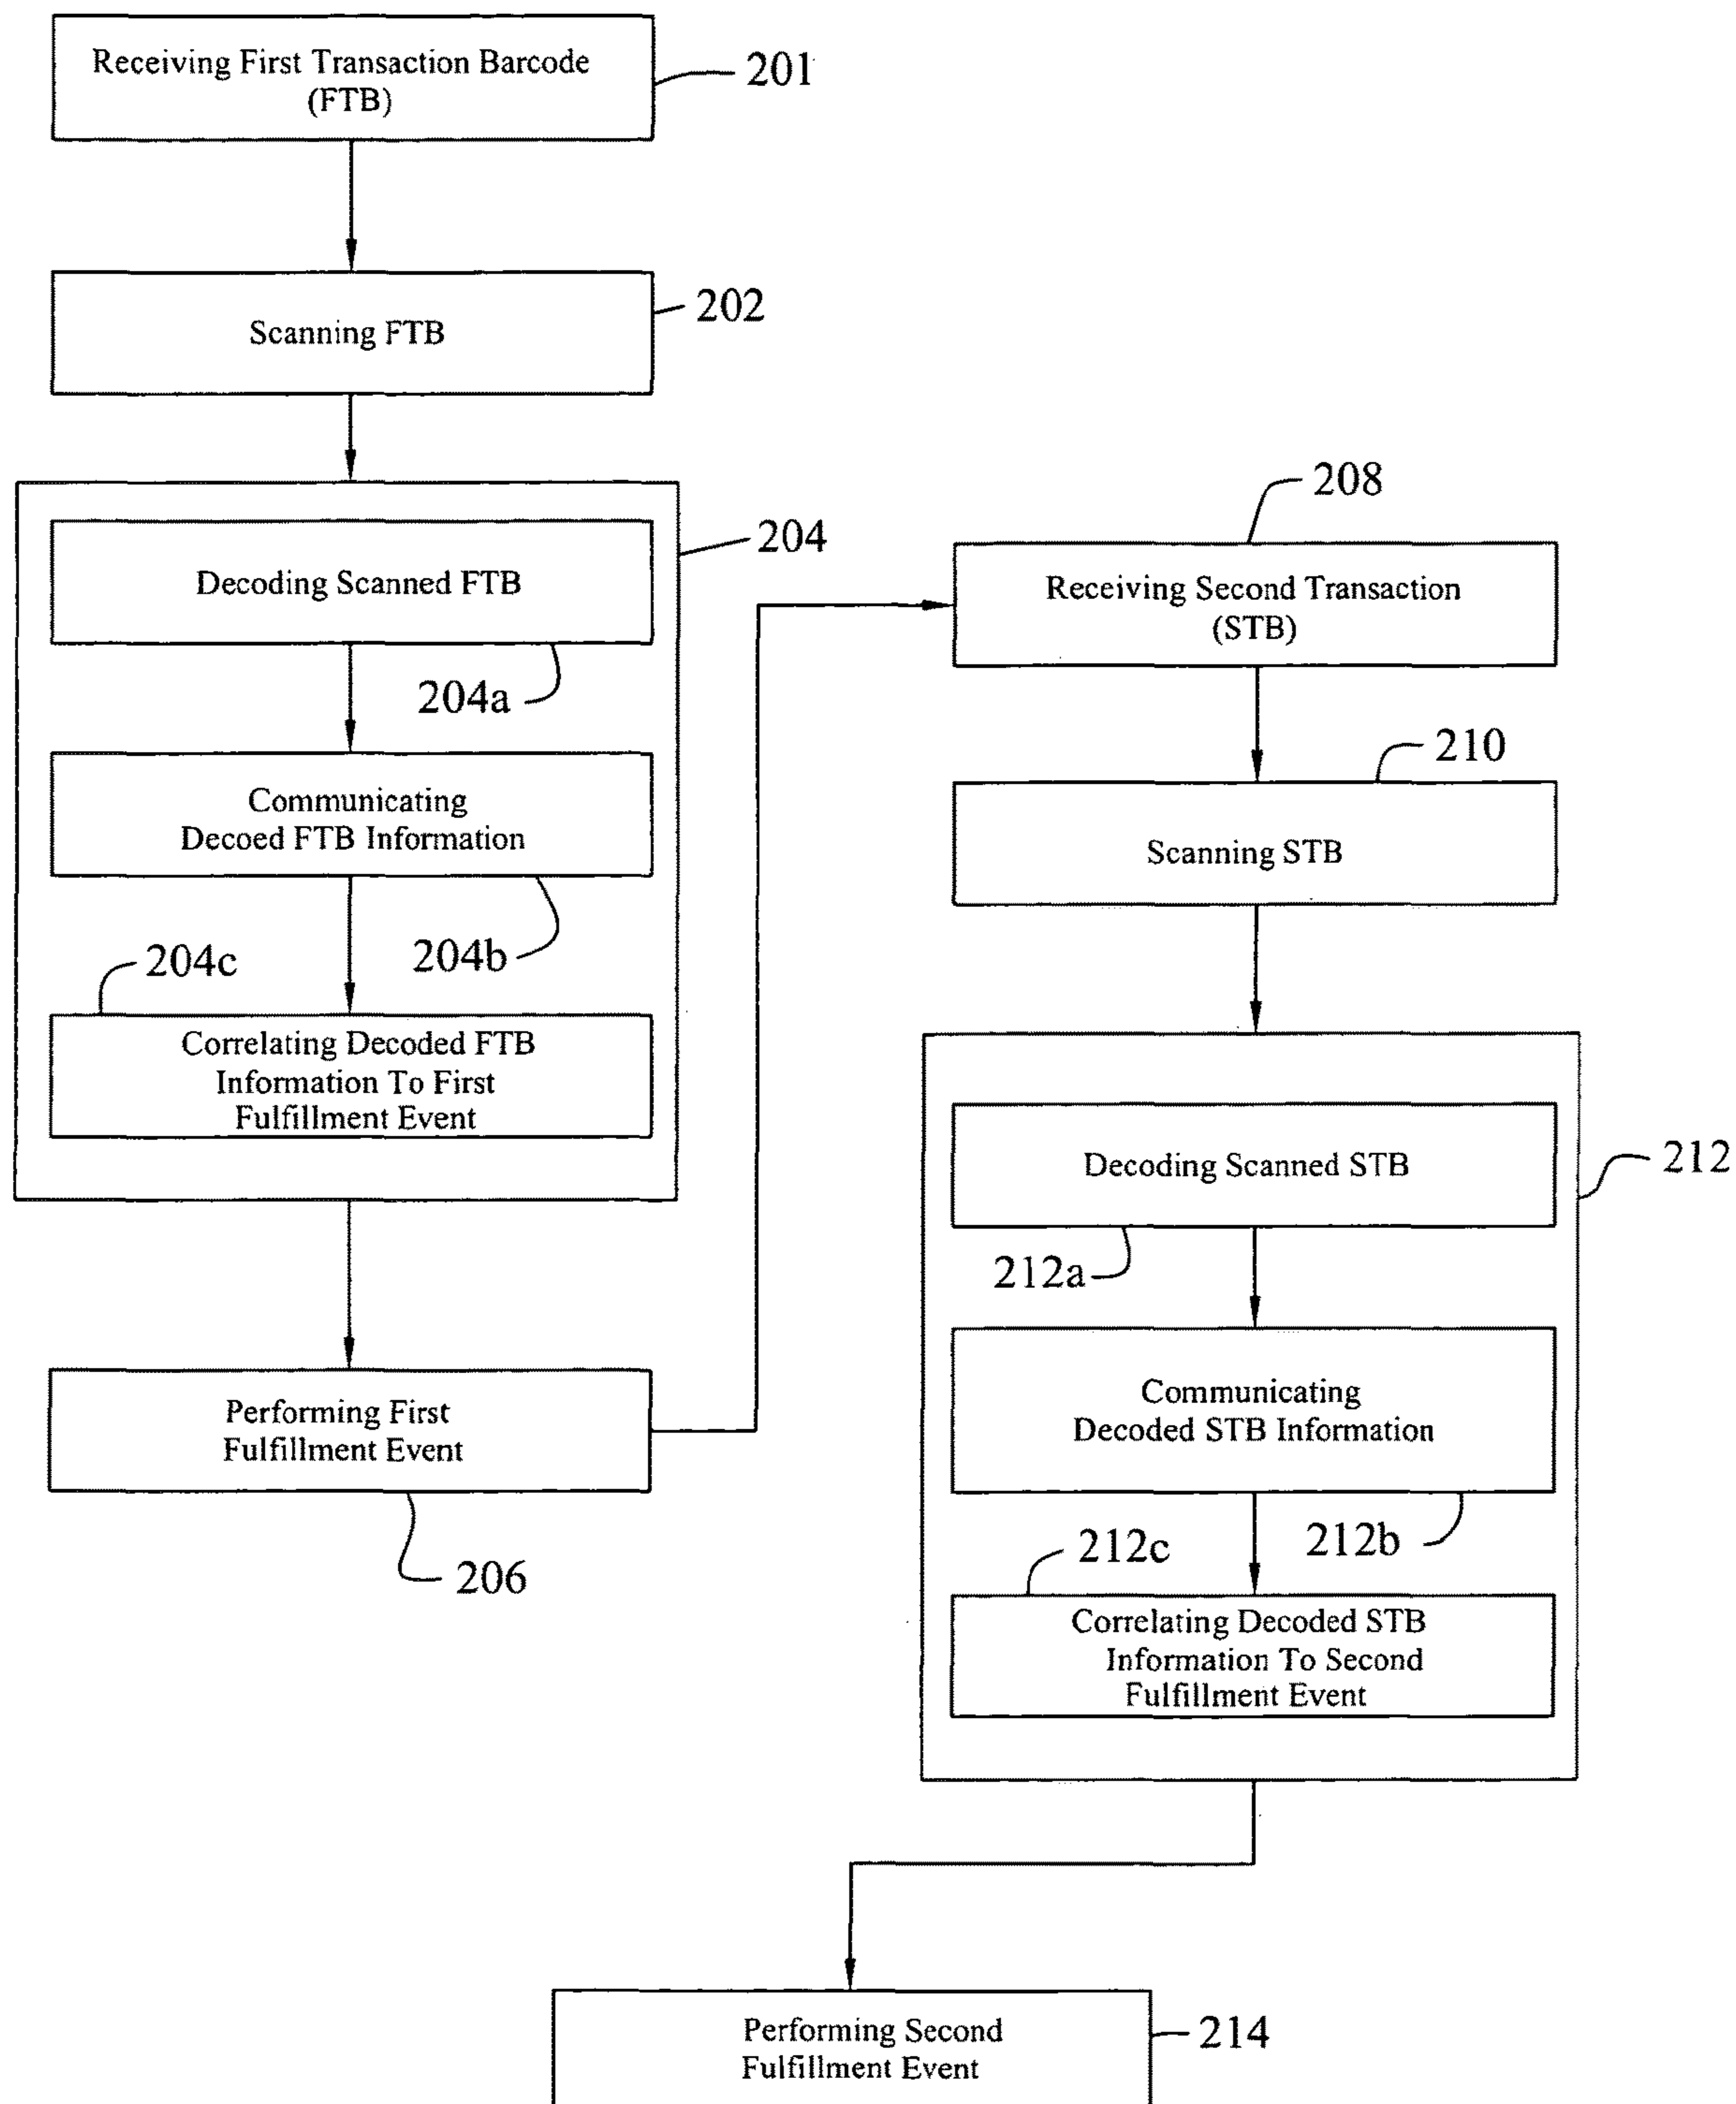 Receiving First Transaction Barcode
(FTB)
201
Scanning FTB
202
204
Decoding Scanned FTB
204a
Communicating
Decoed FTB Information
204b
204c
Correlating Decoded FTB
Information To First
Fulfillment Event
Performing First
Fulfillment Event
206
208
Receiving Second Transaction
(STB)
210
Scanning STB
212
Decoding Scanned STB
212a
Communicating
Decoded STB Information
212b
212c
Correlating Decoded STB
Information To Second
Fulfillment Event
Performing Second
Fulfillment Event
214